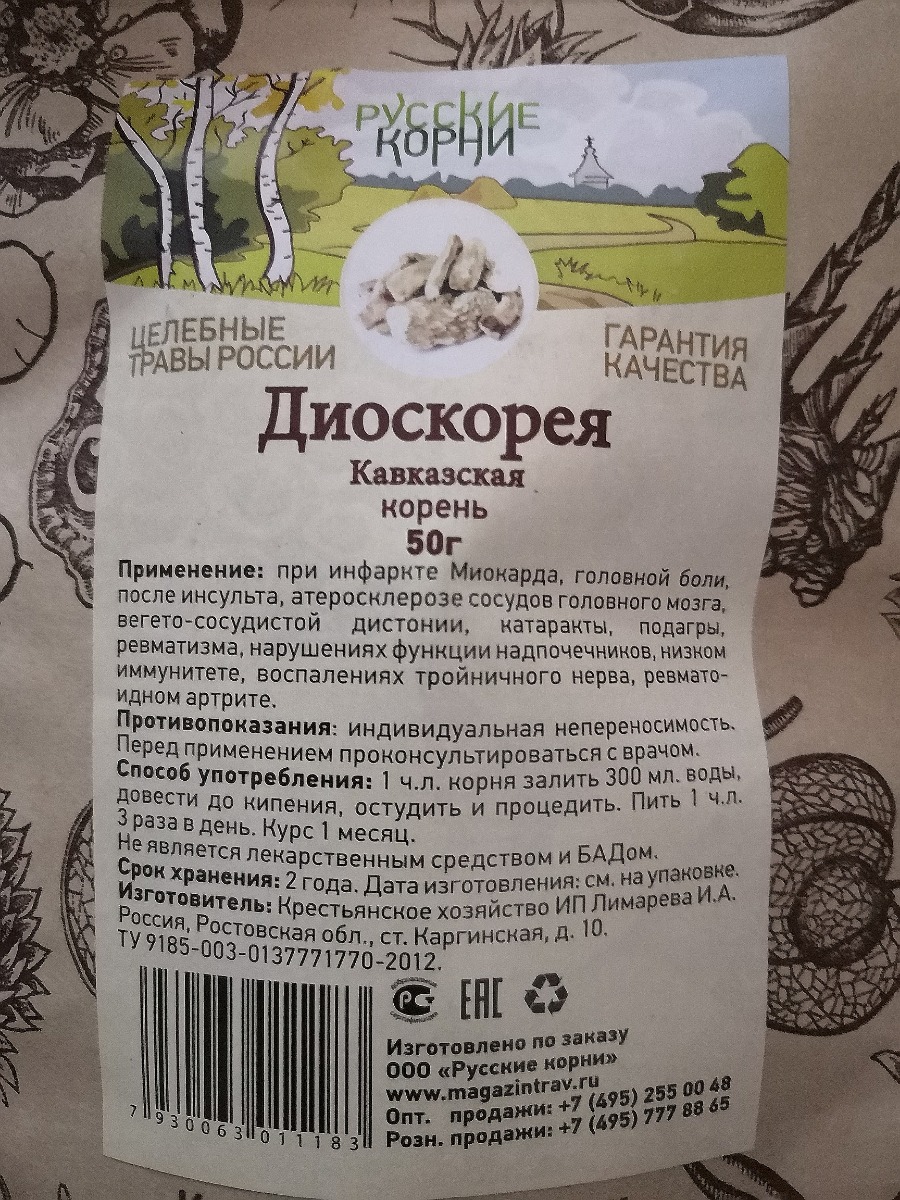 РУССКИЕ
КОРНИ
ЦЕЛЕБНЫЕ
ТРАВЫ РОССИИ
ГАРАНТИЯ
КАЧЕСТВА
Диоскорея
Кавказская
корень
50г
Применение: при инфаркте Миокарда, головной боли,
после инсульта, атеросклерозе сосудов головного мозга,
вегето-сосудистой дистонии, катаракты, подагры,
ревматизма, нарушениях функции надпочечников, низком
иммунитете, воспалениях тройничного нерва, ревмато-
идном артрите.
Противопоказания: индивидуальная непереносимость.
Перед применением проконсультироваться с врачом.
Способ употребления: 1 ч.л. корня залить 300 мл. воды,
довести до кипения, остудить и процедить. Пить 1 ч.л.
3 раза в день. Курс 1 месяц.
Не является лекарственным средством и БАДом.
Срок хранения: 2 года. Дата изготовления: см. на упаковке.
Изготовитель: Крестьянское хозяйство ИП Лимарева И.А.
Россия, Ростовская обл., ст. Каргинская, д. 10.
ТУ 9185-003-0137771770-2012.
добровольная
РСТ
сертификация
ЕАС
Изготовлено по заказу
ООО «Русские корни»
www.magazintrav.ru
Опт. продажи: +7 (495) 255 00 48
Розн. продажи: +7 (495) 777 88 65
7 930063 011183